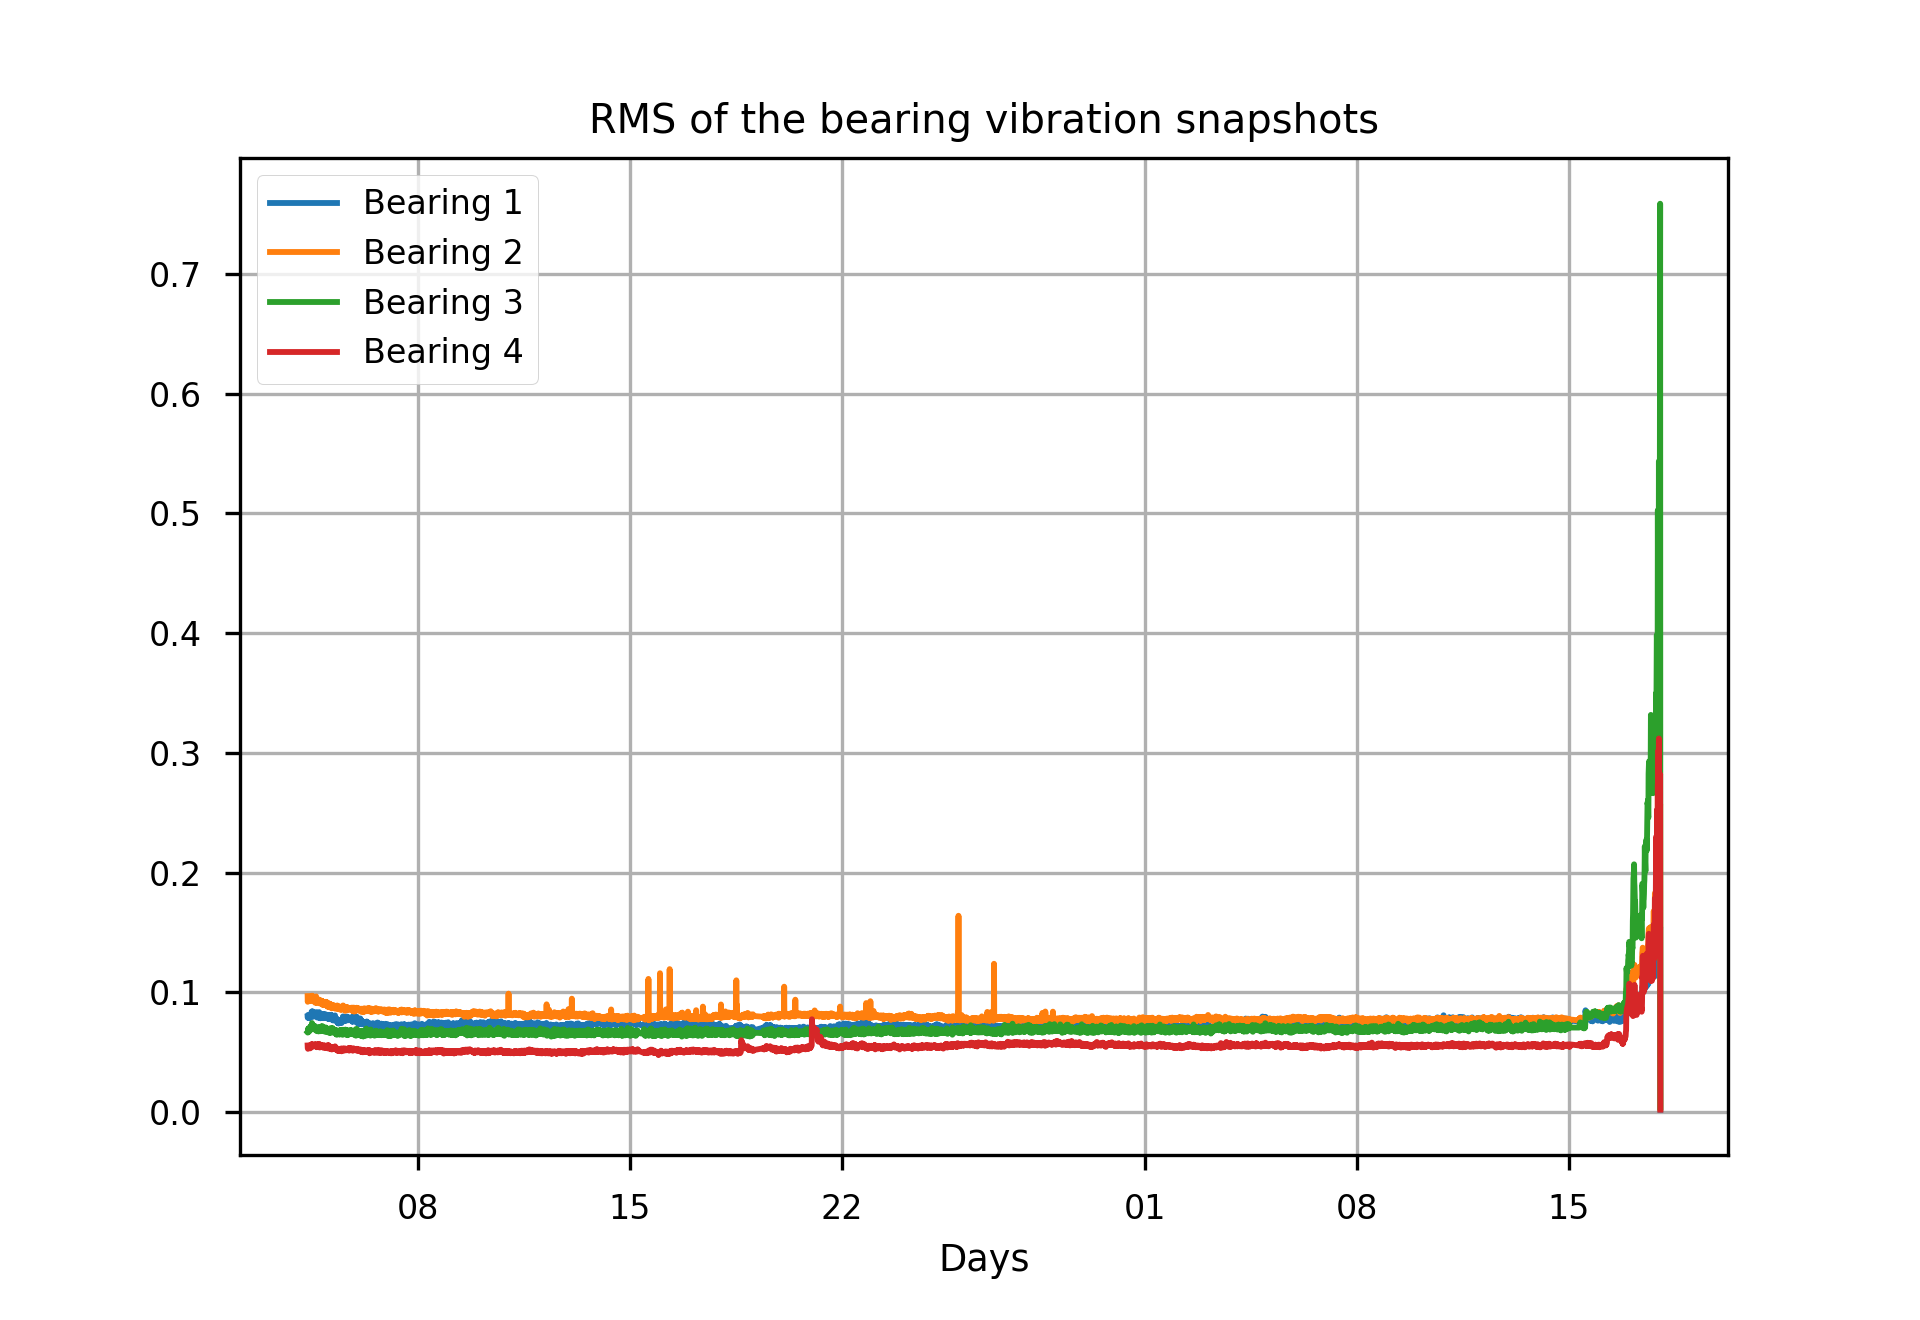 RMS of the bearing vibration snapshots
Bearing 1
Bearing 2
Bearing 3
Bearing 4
0.7
0.6
0.5
0.4
0.3
0.2
0.1
0.0
08 15 22 01 08 15
Days